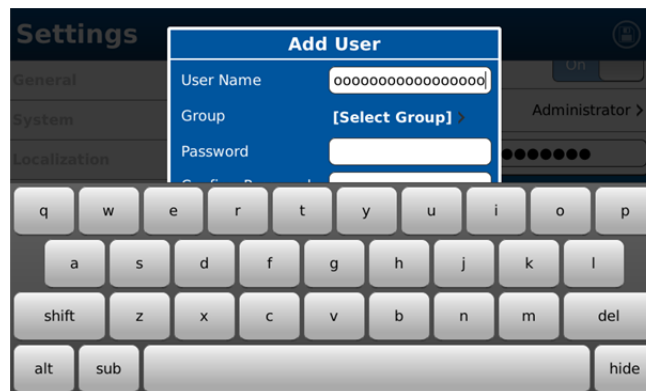 Settings
Add User
General
User Name
ooooooooooooooooo
On
System
Group
[Select Group] >
Administrator >
Localization
Password
●●●●●●●
q w e r t y u i o p
a s d f g h j k l
shift z x c v b n m del
alt sub hide